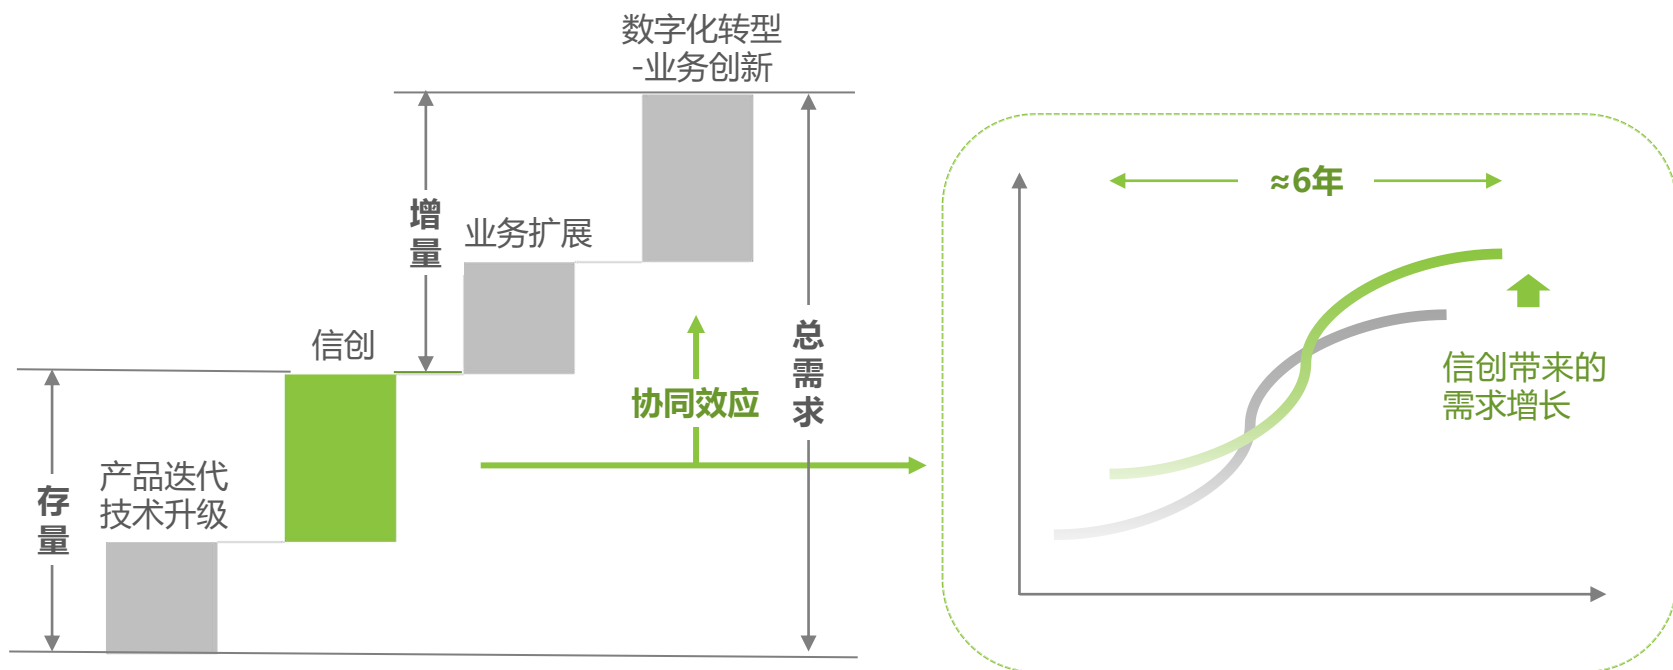 数字化转型
-业务创新
增量
业务扩展
信创
总需求
协同效应
产品迭代
技术升级
存量
≈6年
信创带来的
需求增长